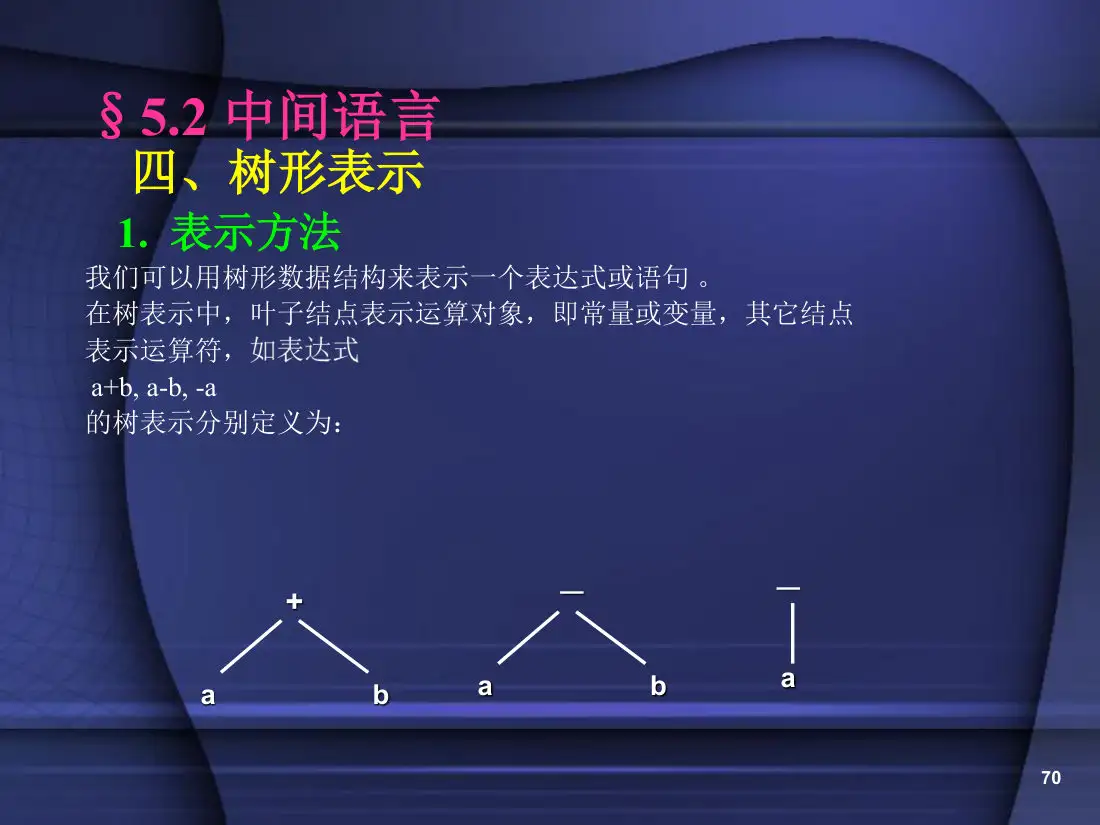 §5.2 中间语言
四、树形表示
1. 表示方法
我们可以用树形数据结构来表示一个表达式或语句 。
在树表示中，叶子结点表示运算对象，即常量或变量，其它结点
表示运算符，如表达式
a+b, a-b, -a
的树表示分别定义为：
+ — —
a b a b a
70